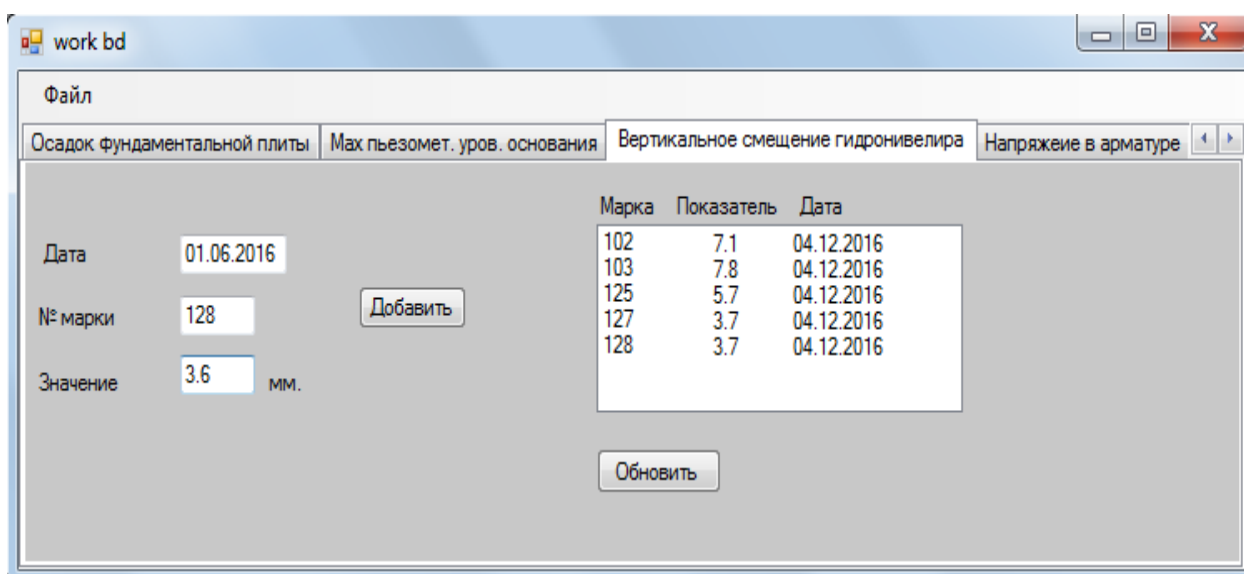 work bd
Файл
Осадок фундаментальной плиты Мах пьезомет. уров. основания Вертикальное смещение гидронивелира Напряжеие в арматуре
Марка Показатель Дата
Дата 01.06.2016
№ марки 128
Значение 3.6 мм.
Добавить
102 7.1 04.12.2016
103 7.8 04.12.2016
125 5.7 04.12.2016
127 3.7 04.12.2016
128 3.7 04.12.2016
Обновить